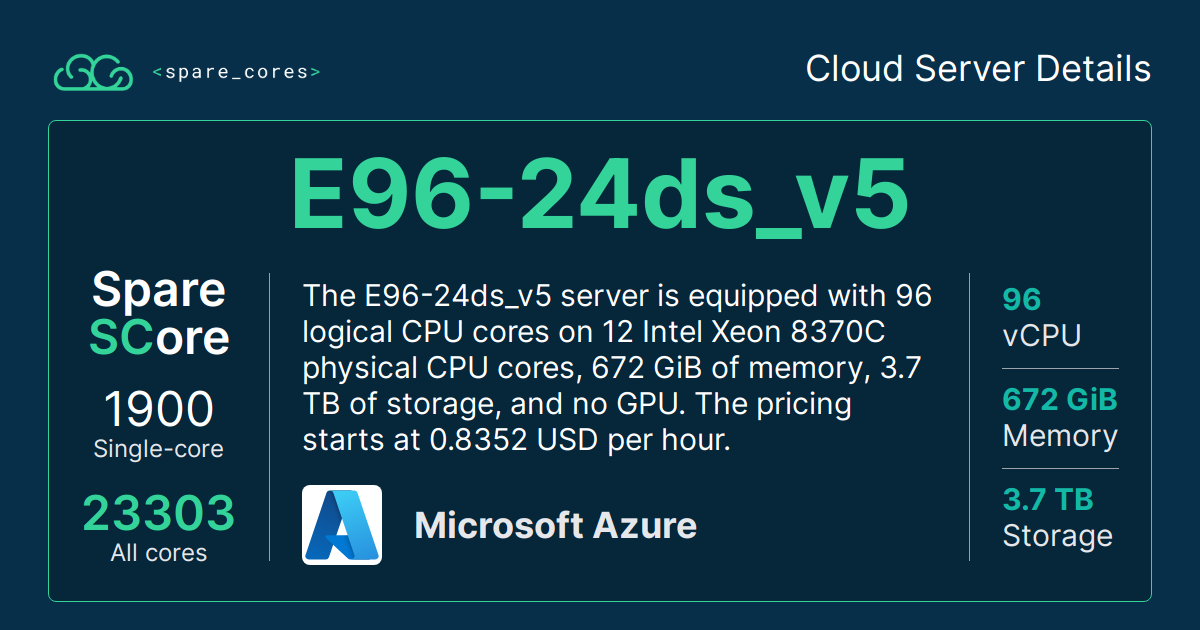 <spare_cores>
Cloud Server Details
E96-24ds_v5
Spare
SCore
1900
Single-core
23303
All cores
The E96-24ds_v5 server is equipped with 96
logical CPU cores on 12 Intel Xeon 8370C
physical CPU cores, 672 GiB of memory, 3.7
TB of storage, and no GPU. The pricing
starts at 0.8352 USD per hour.
Microsoft Azure
96
vCPU
672 GiB
Memory
3.7 TB
Storage